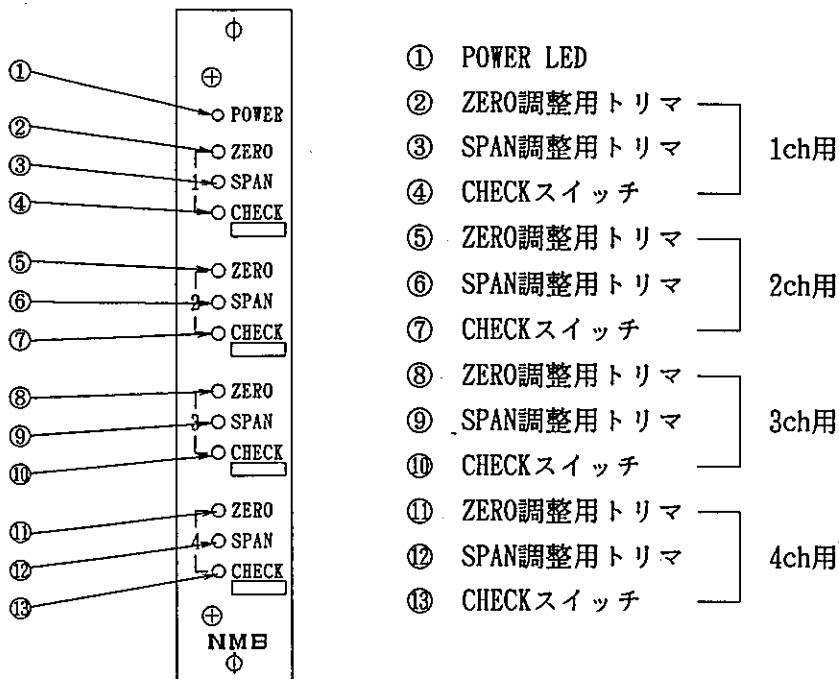 ① POWER
② ZERO
③ 1 SPAN
④ CHECK
⑤ ZERO
⑥ 2 SPAN
⑦ CHECK
⑧ ZERO
⑨ 3 SPAN
⑩ CHECK
⑪ ZERO
⑫ 4 SPAN
⑬ CHECK
NMB
① POWER LED
② ZERO調整用トリマ
③ SPAN調整用トリマ 1ch用
④ CHECKスイッチ
⑤ ZERO調整用トリマ
⑥ SPAN調整用トリマ 2ch用
⑦ CHECKスイッチ
⑧ ZERO調整用トリマ
⑨ SPAN調整用トリマ 3ch用
⑩ CHECKスイッチ
⑪ ZERO調整用トリマ
⑫ SPAN調整用トリマ 4ch用
⑬ CHECKスイッチ